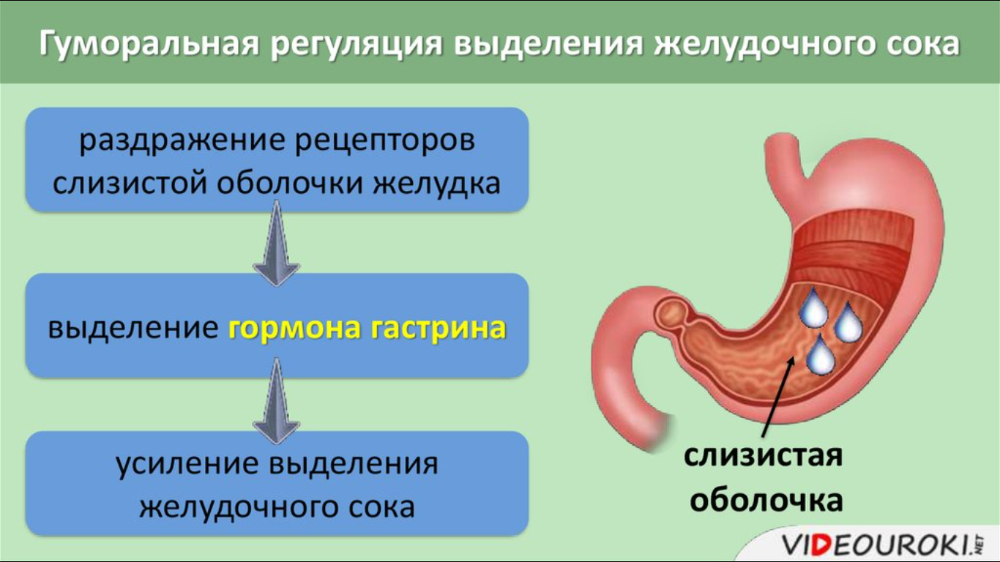 Гуморальная регуляция выделения желудочного сока
раздражение рецепторов
слизистой оболочки желудка
выделение гормона гастрина
усиление выделения
желудочного сока
слизистая
оболочка
VIDEOUROKI.NET